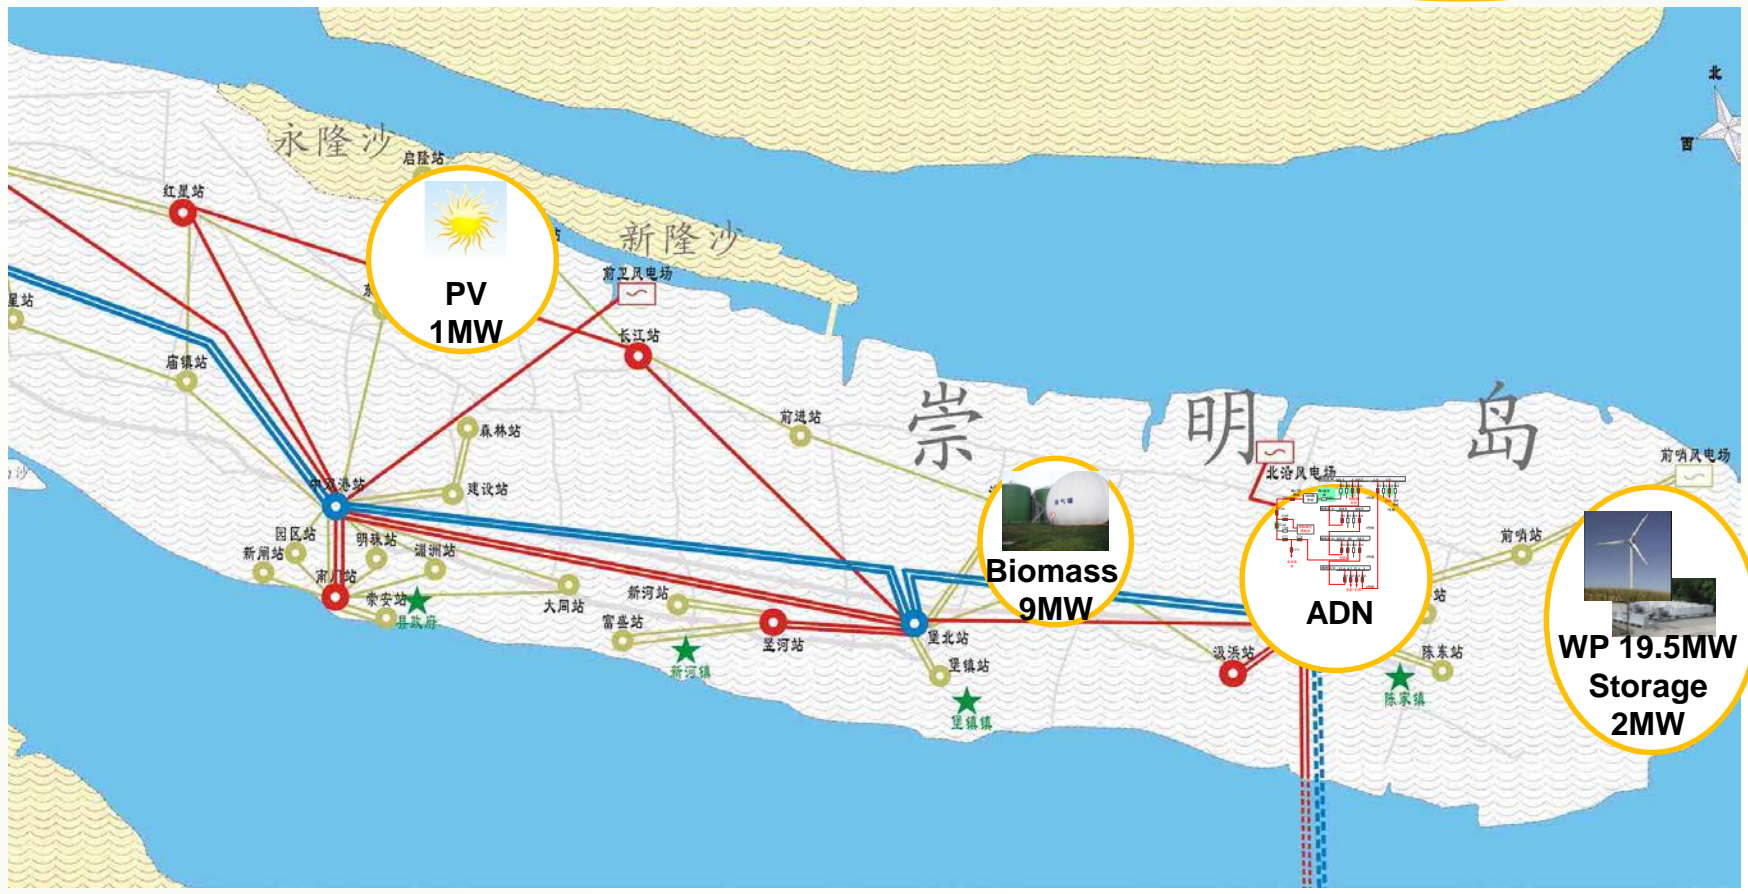 北
西
永隆沙
启隆站
红星站
新隆沙
前卫风电场
PV
1MW
星站
东
长江站
庙镇站
崇明岛
前进站
森林站
前哨风电场
北沿风电场
建设站
中双港站
园区站
明珠站
新闸站
南门站
崇安站
县政府
大同站
新河站
富盛站
新河镇
堡北站
堡镇站
堡镇镇
Biomass
9MW
ADN
汲浜站
前哨站
站
陈东站
陈家镇
WP 19.5MW
Storage
2MW